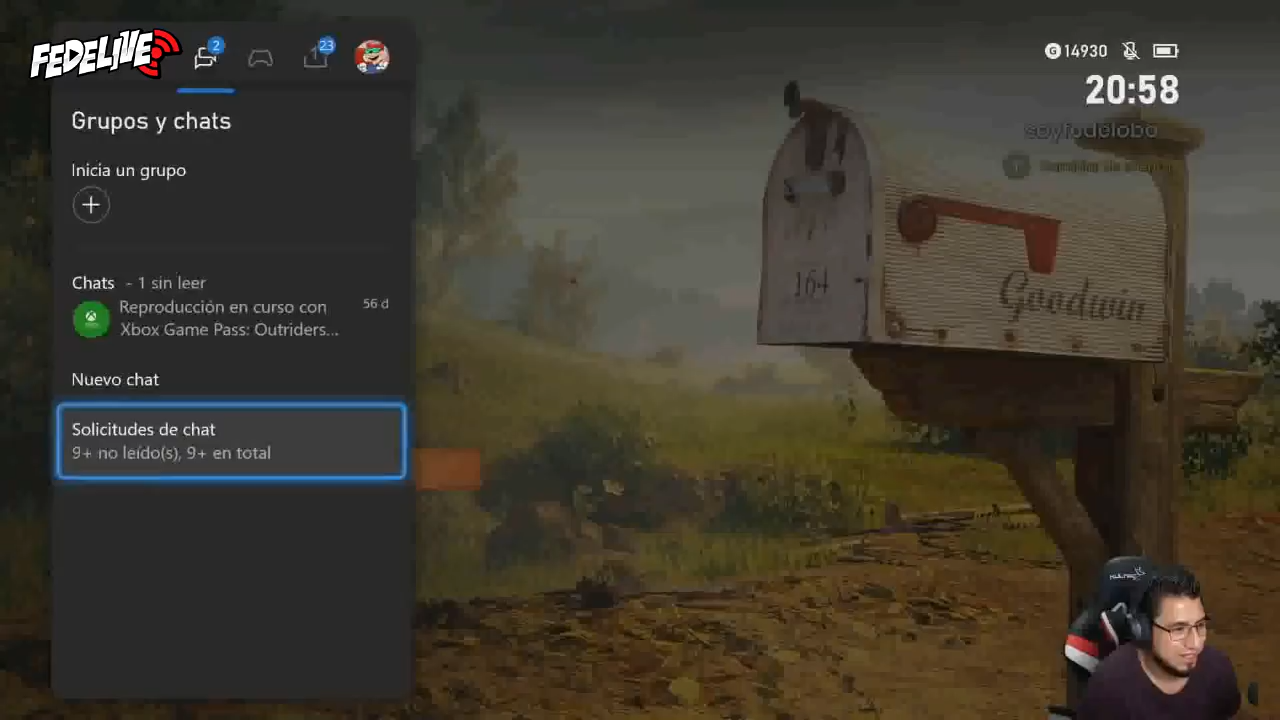 FEDELIVE
2
23
Grupos y chats
Inicia un grupo
Chats - 1 sin leer
Reproducción en curso con
Xbox Game Pass: Outriders...
56 d
Nuevo chat
Solicitudes de chat
9+ no leído(s), 9+ en total
G 14930
20:58
soyfedelobo
164
Goodwin